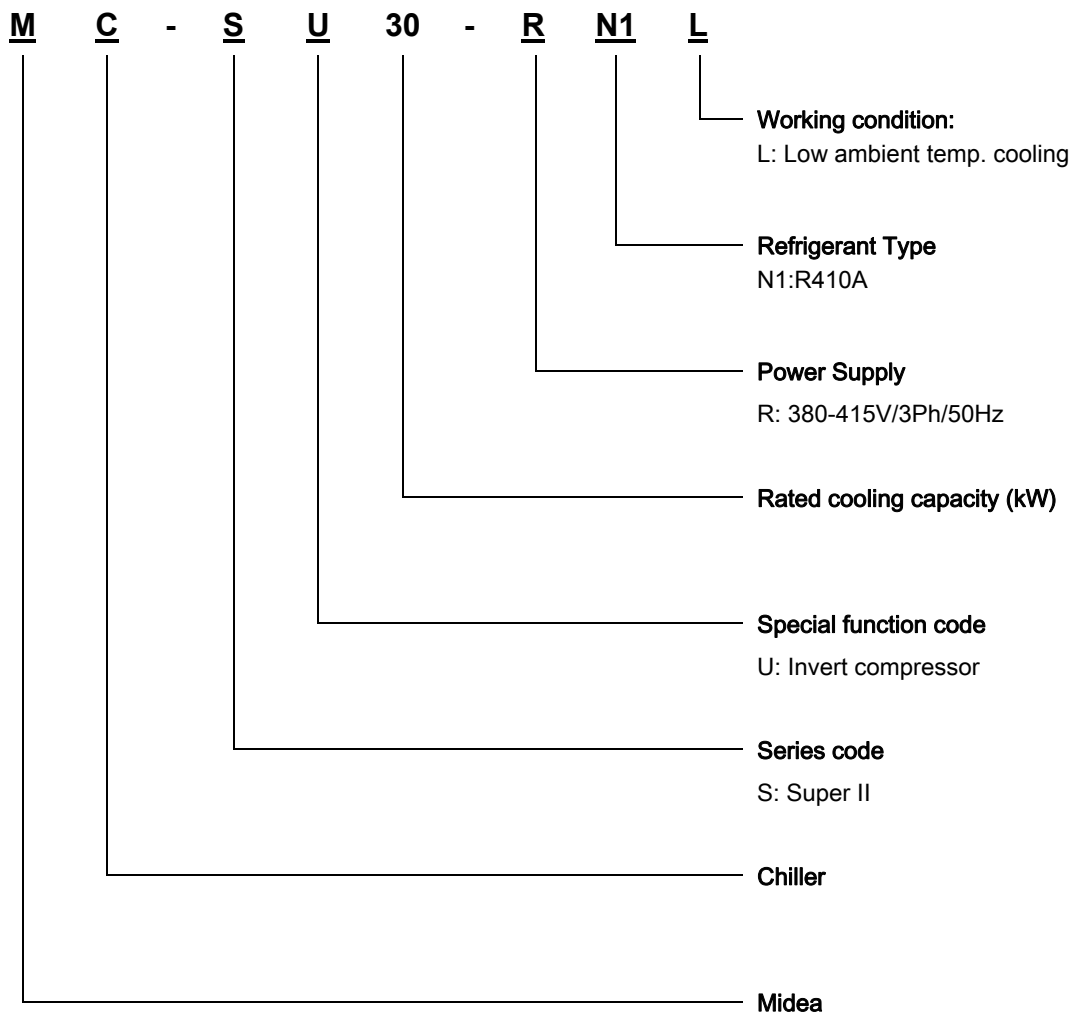 M C - S U 30 - R N1 L
Working condition:
L: Low ambient temp. cooling
Refrigerant Type
N1:R410A
Power Supply
R: 380-415V/3Ph/50Hz
Rated cooling capacity (kW)
Special function code
U: Invert compressor
Series code
S: Super II
Chiller
Midea